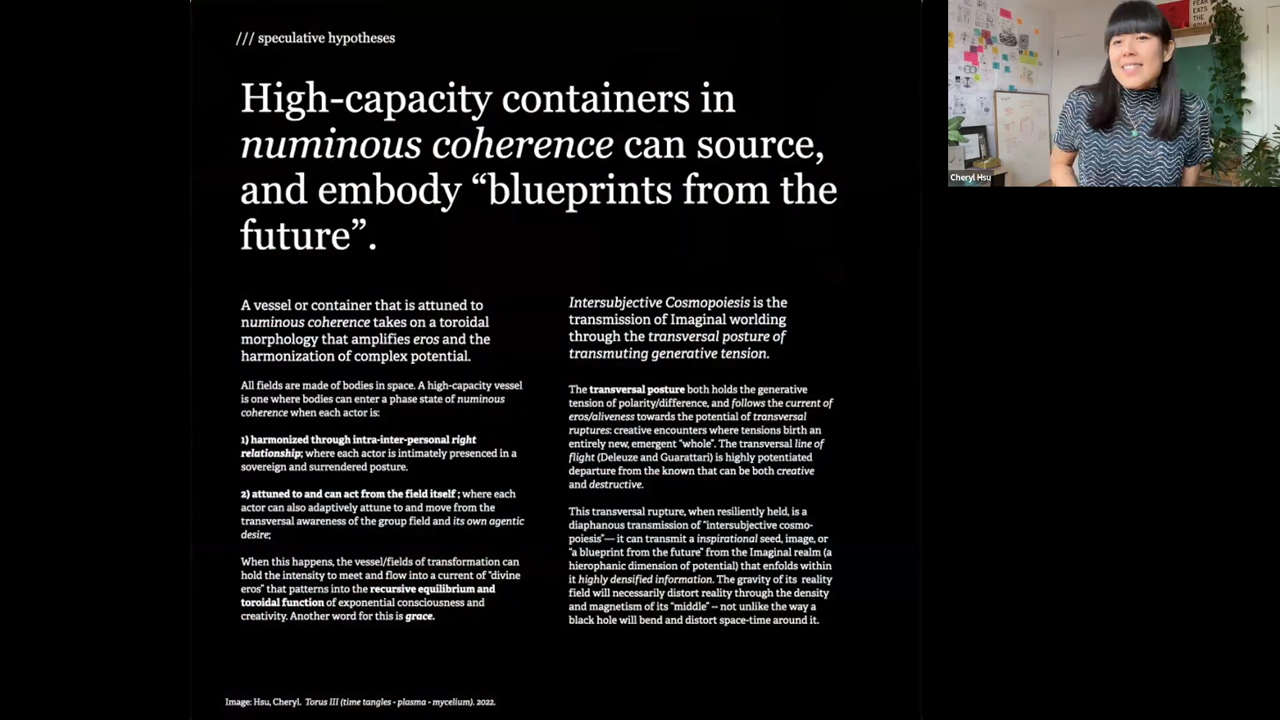 /// speculative hypotheses
High-capacity containers in
numinous coherence can source,
and embody “blueprints from the
future”.
A vessel or container that is attuned to
numinous coherence takes on a toroidal
morphology that amplifies eros and the
harmonization of complex potential.
All fields are made of bodies in space. A high-capacity vessel
is one where bodies can enter a phase state of numinous
coherence when each actor is:
1) harmonized through intra-inter-personal right
relationship; where each actor is intimately presenced in a
sovereign and surrendered posture.
2) attuned to and can act from the field itself ; where each
actor can also adaptively attune to and move from the
transversal awareness of the group field and its own agentic
desire;
When this happens, the vessel/fields of transformation can
hold the intensity to meet and flow into a current of “divine
eros” that patterns into the recursive equilibrium and
toroidal function of exponential consciousness and
creativity. Another word for this is grace.
Intersubjective Cosmopoiesis is the
transmission of Imaginal worlding
through the transversal posture of
transmuting generative tension.
The transversal posture both holds the generative
tension of polarity/difference, and follows the current of
eros/aliveness towards the potential of transversal
ruptures: creative encounters where tensions birth an
entirely new, emergent “whole”. The transversal line of
flight (Deleuze and Guarattari) is highly potentiated
departure from the known that can be both creative
and destructive.
This transversal rupture, when resiliently held, is a
diaphanous transmission of “intersubjective cosmo-
poiesis”— it can transmit a inspirational seed, image, or
“a blueprint from the future” from the Imaginal realm (a
hierophanic dimension of potential) that enfolds within
it highly densified information. The gravity of its reality
field will necessarily distort reality through the density
and magnetism of its “middle” – not unlike the way a
black hole will bend and distort space-time around it.
Image: Hsu, Cheryl. Torus III (time tangles - plasma - mycelium). 2022.
FEAR
EATS
THE
SOUL
Cheryl Hsu